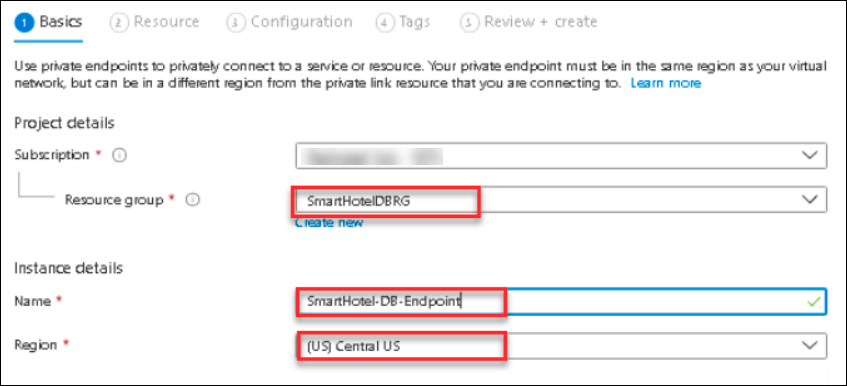 1 Basics 2 Resource 3 Configuration 4 Tags 5 Review + create
Use private endpoints to privately connect to a service or resource. Your private endpoint must be in the same region as your virtual
network, but can be in a different region from the private link resource that you are connecting to. Learn more
Project details
Subscription *
Resource group * SmartHotelDBRG
Create new
Instance details
Name * SmartHotel-DB-Endpoint
Region * (US) Central US